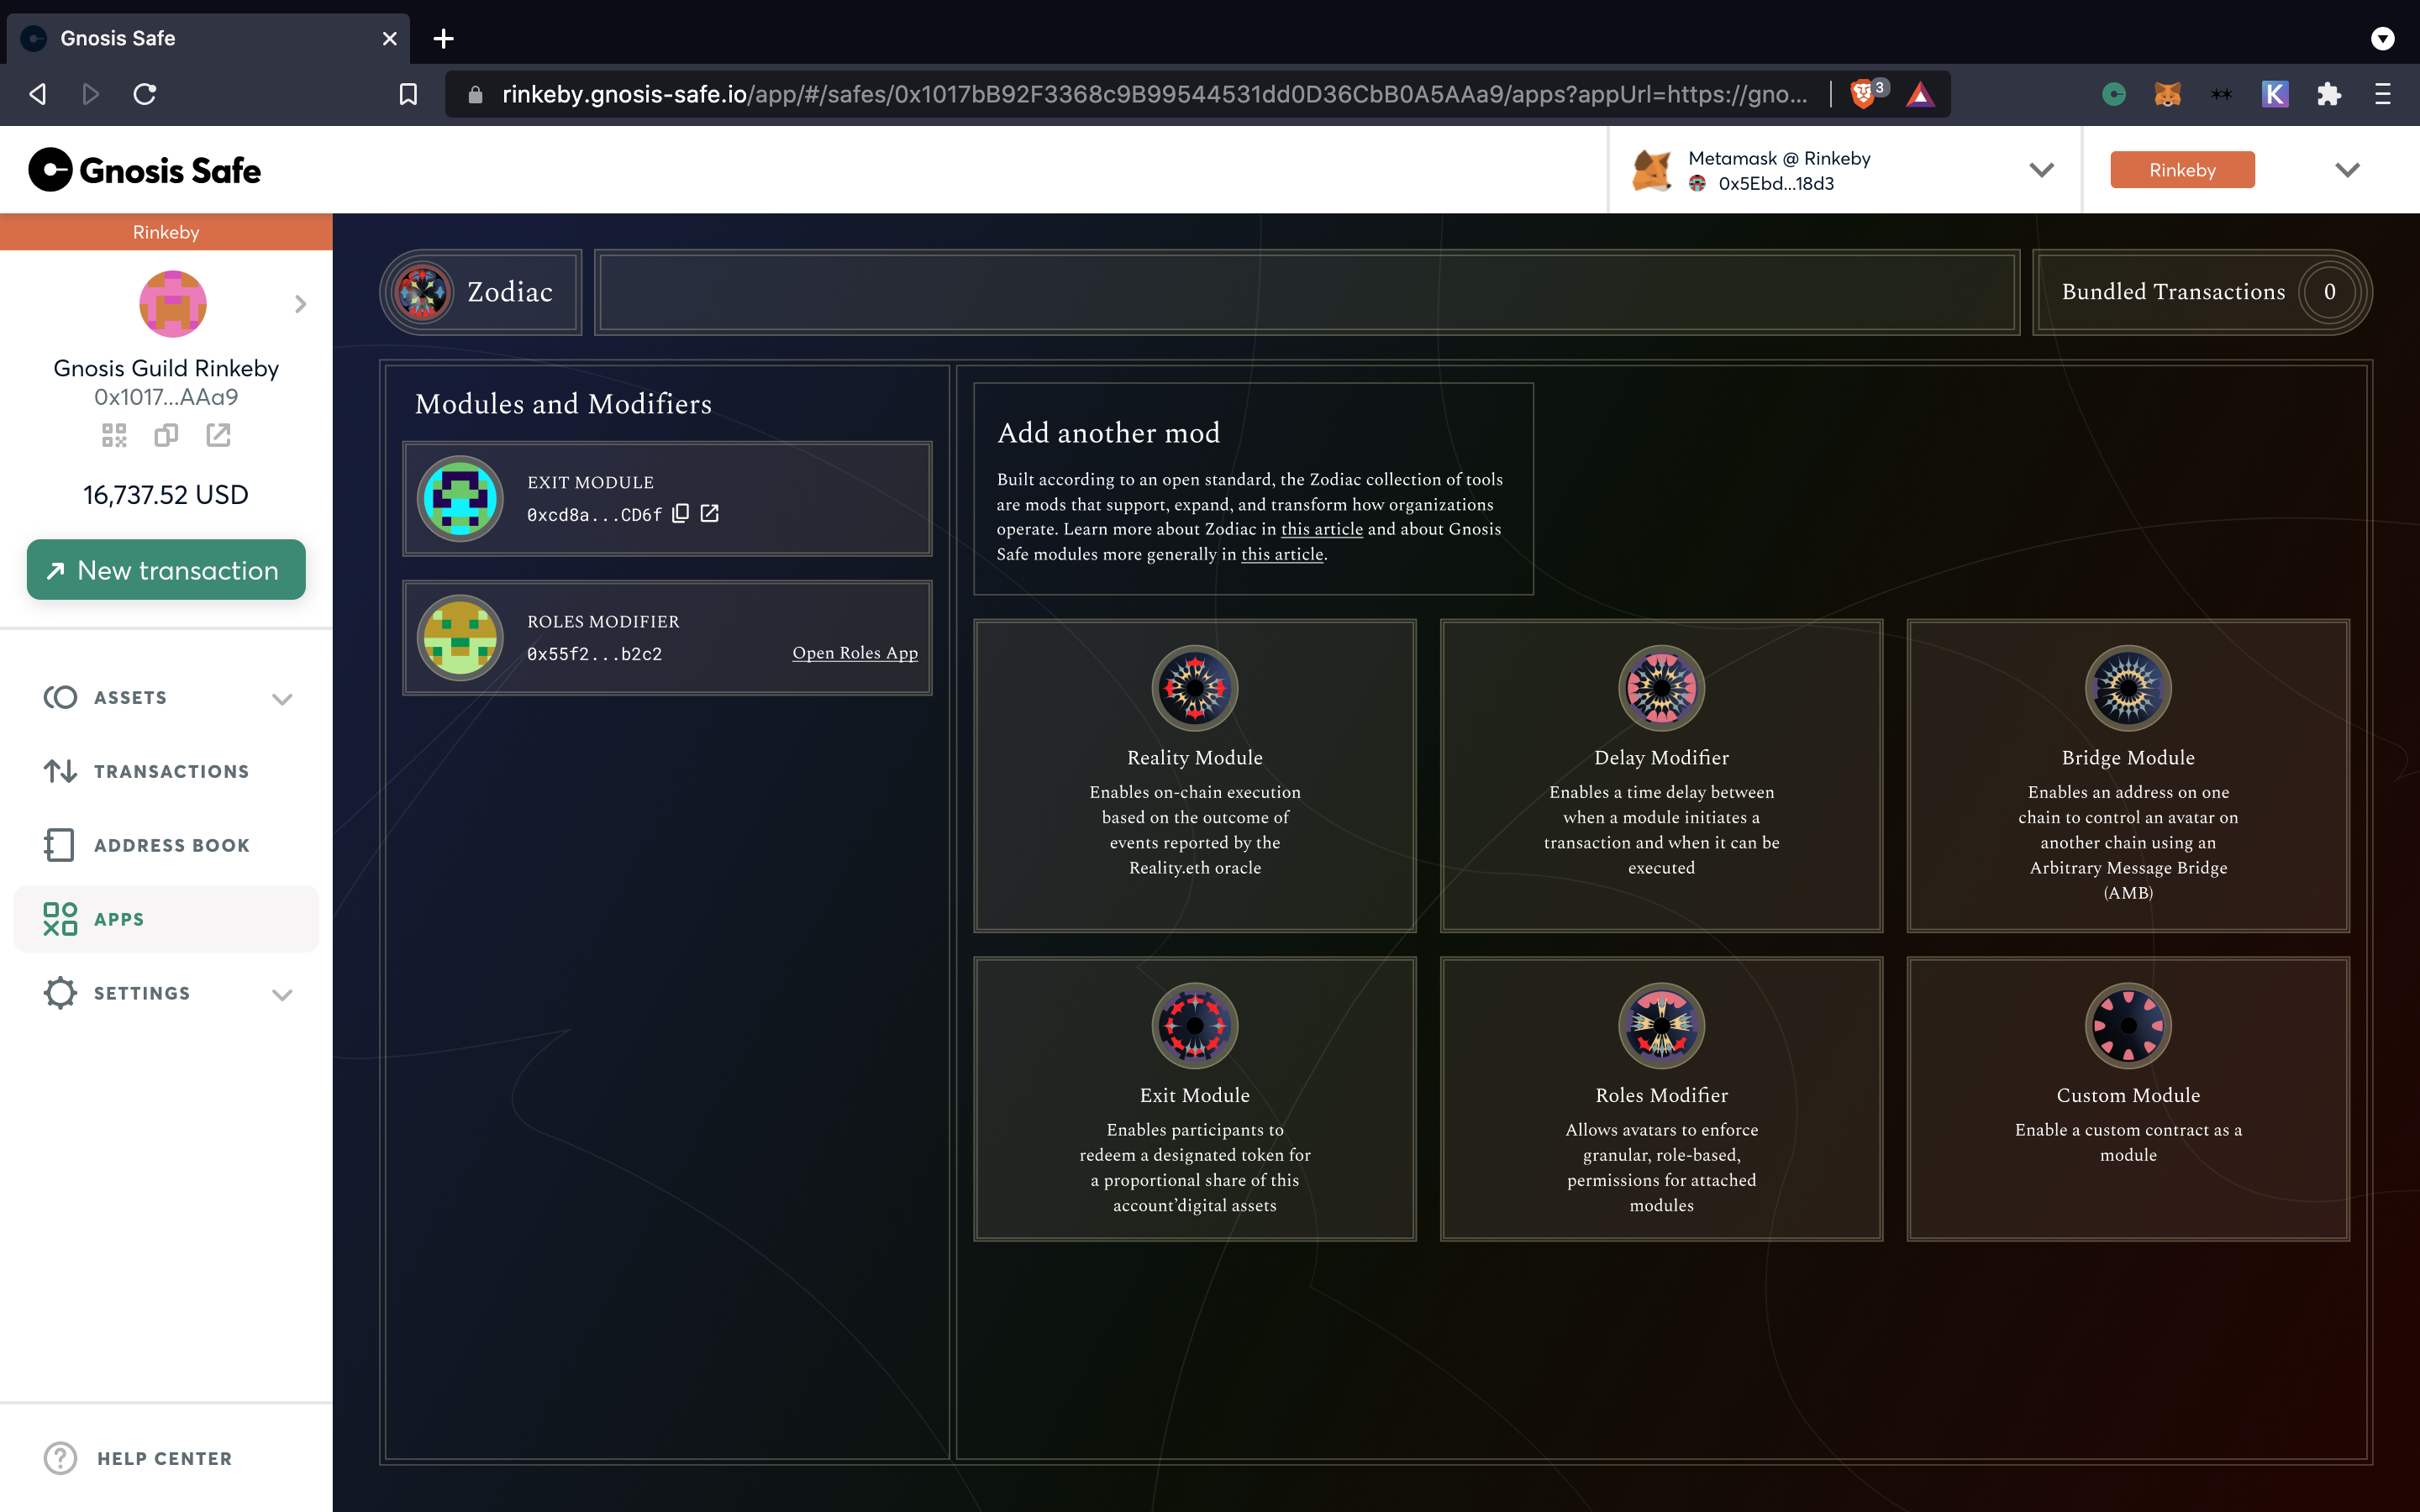 Gnosis Safe
rinkeby.gnosis-safe.io/app/#/safes/0x1017bB92F3368c9B99544531dd0D36CbB0A5AAa9/apps?appUrl=https://gno...
3
K
Gnosis Safe
Metamask @ Rinkeby
0x5Ebd...18d3
Rinkeby
Rinkeby
Gnosis Guild Rinkeby
0x1017...AAa9
16,737.52 USD
New transaction
ASSETS
TRANSACTIONS
ADDRESS BOOK
APPS
SETTINGS
HELP CENTER
Zodiac
Bundled Transactions 0
Modules and Modifiers
EXIT MODULE
0xcd8a...CD6f
ROLES MODIFIER
0x55f2...b2c2
Open Roles App
Add another mod
Built according to an open standard, the Zodiac collection of tools
are mods that support, expand, and transform how organizations
operate. Learn more about Zodiac in this article and about Gnosis
Safe modules more generally in this article.
Reality Module
Enables on-chain execution
based on the outcome of
events reported by the
Reality.eth oracle
Delay Modifier
Enables a time delay between
when a module initiates a
transaction and when it can be
executed
Bridge Module
Enables an address on one
chain to control an avatar on
another chain using an
Arbitrary Message Bridge
(AMB)
Exit Module
Enables participants to
redeem a designated token for
a proportional share of this
account’digital assets
Roles Modifier
Allows avatars to enforce
granular, role-based,
permissions for attached
modules
Custom Module
Enable a custom contract as a
module